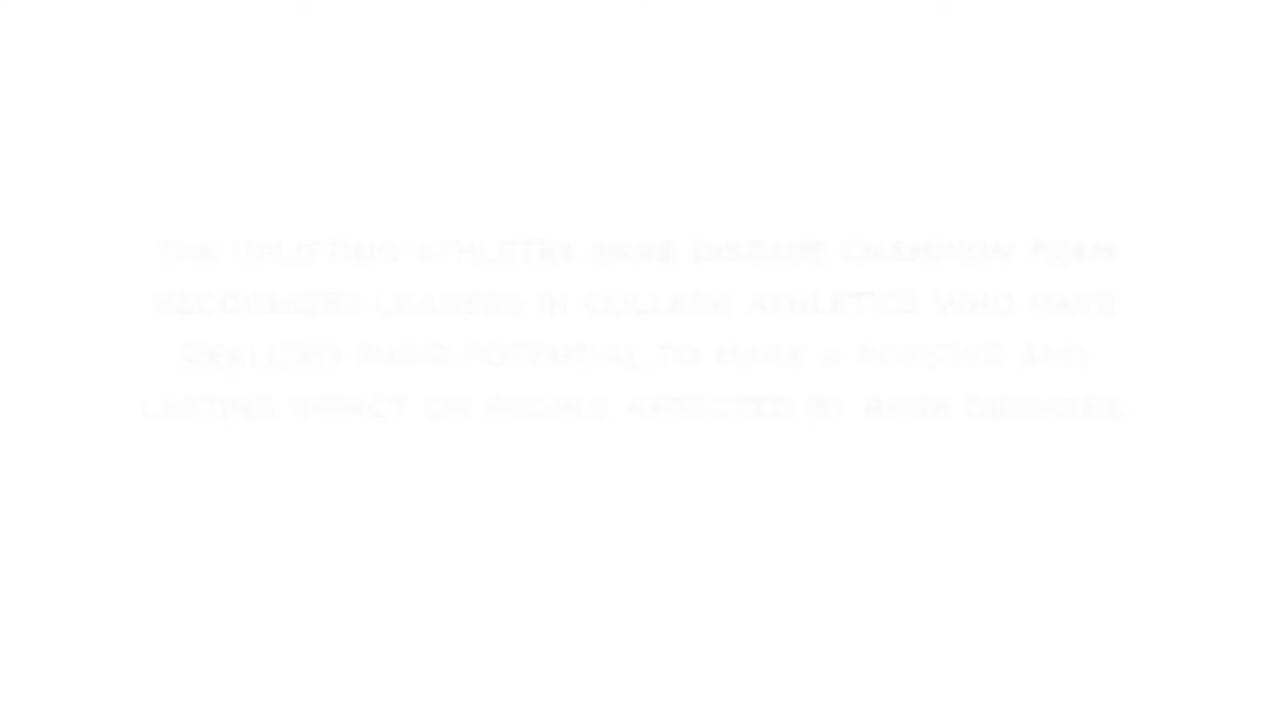 THE UPLIFTING ATHLETES RARE DISEASE CHAMPION TEAM
RECOGNIZES LEADERS IN COLLEGE ATHLETICS WHO HAVE
REALIZED THEIR POTENTIAL TO MAKE A POSITIVE AND
LASTING IMPACT ON PEOPLE AFFECTED BY RARE DISEASES.